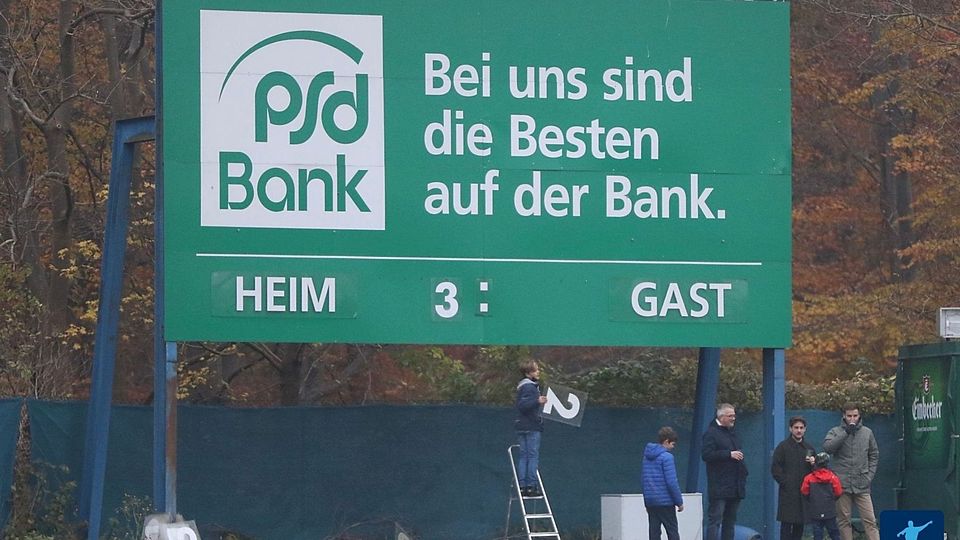 psd
Bank
Bei uns sind
die Besten
auf der Bank.
HEIM 3 : GAST
2
Einbecker